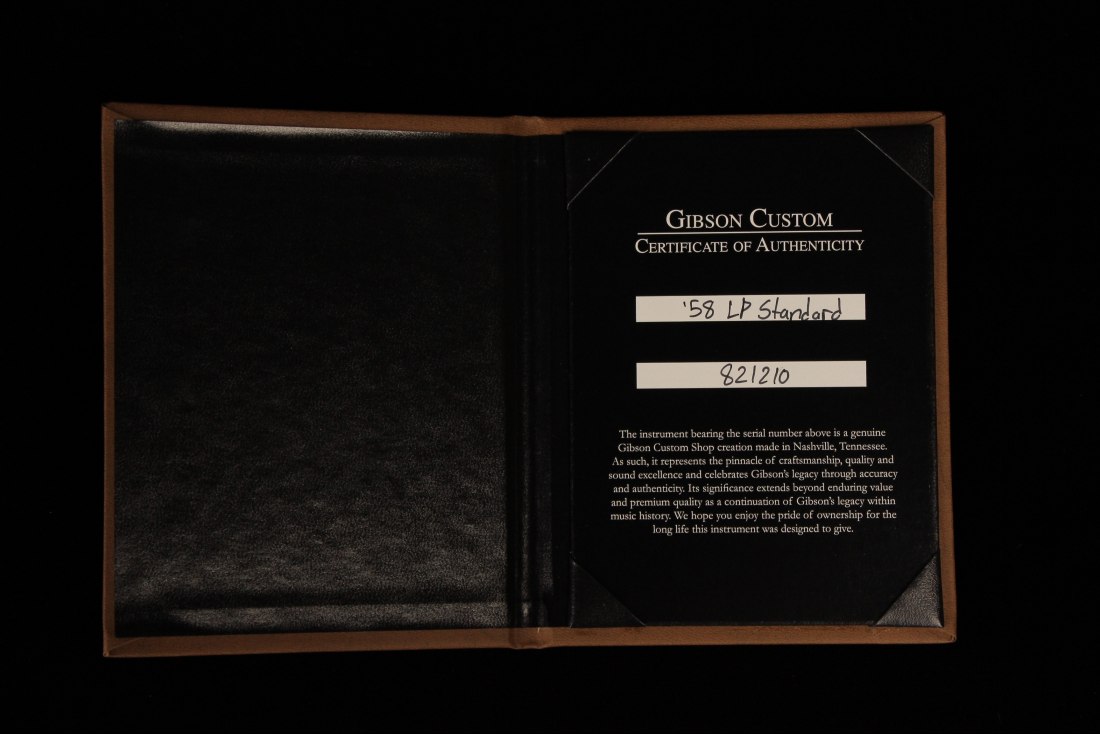 GIBSON CUSTOM
CERTIFICATE OF AUTHENTICITY
'58 LP Standard
821210
The instrument bearing the serial number above is a genuine
Gibson Custom Shop creation made in Nashville, Tennessee.
As such, it represents the pinnacle of craftsmanship, quality and
sound excellence and celebrates Gibson's legacy through accuracy
and authenticity. Its significance extends beyond enduring value
and premium quality as a continuation of Gibson's legacy within
music history. We hope you enjoy the pride of ownership for the
long life this instrument was designed to give.